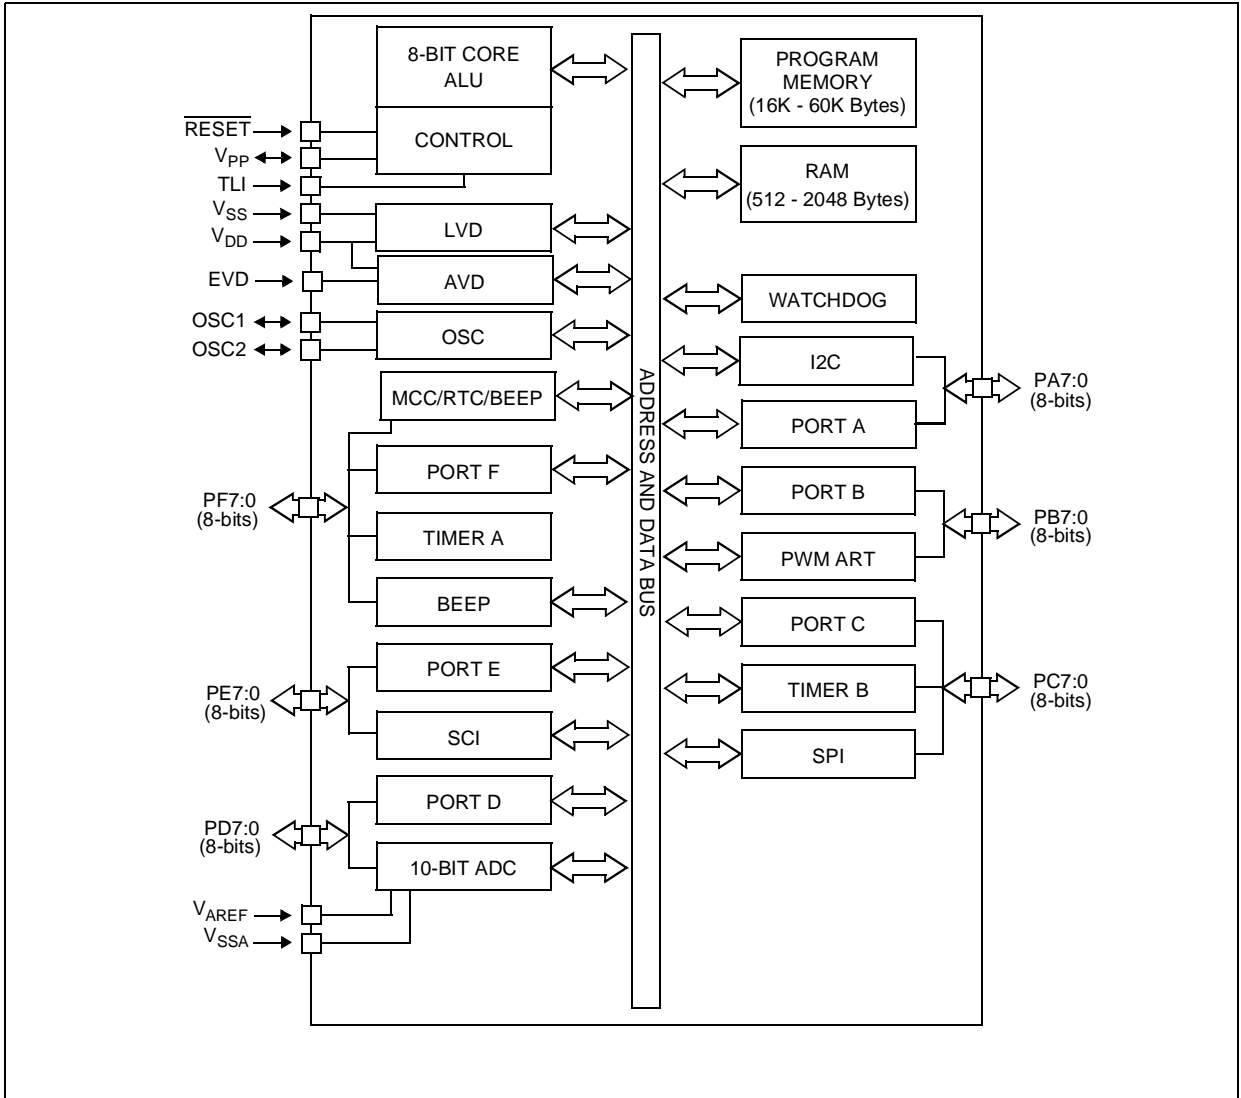 8-BIT CORE
ALU
CONTROL
RESET
VPP
TLI
VSS
VDD
EVD
OSC1
OSC2
LVD
AVD
OSC
MCC/RTC/BEEP
PORT F
TIMER A
BEEP
PF7:0
(8-bits)
PORT E
SCI
PE7:0
(8-bits)
PORT D
10-BIT ADC
PD7:0
(8-bits)
VAREF
VSSA
ADDRESS AND DATA BUS
PROGRAM
MEMORY
(16K - 60K Bytes)
RAM
(512 - 2048 Bytes)
WATCHDOG
I2C
PORT A
PA7:0
(8-bits)
PORT B
PWM ART
PB7:0
(8-bits)
PORT C
TIMER B
SPI
PC7:0
(8-bits)